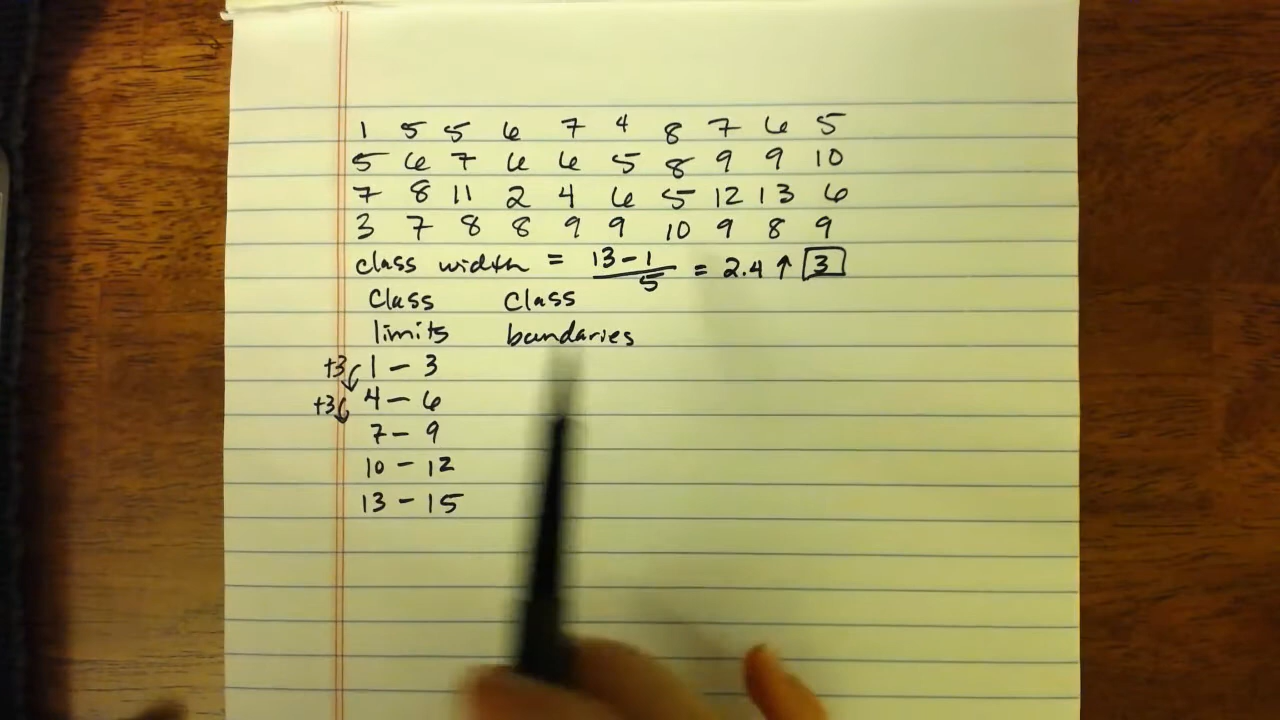 1 5 5 6 7 4 8 7 6 5
5 6 7 6 6 5 8 9 9 10
7 8 11 2 4 6 5 12 13 6
3 7 8 8 9 9 10 9 8 9
class width = 13-1/5 = 2.4 ↑ 3
Class Class
limits bundaries
+3 1 - 3
+3 4 - 6
7 - 9
10 - 12
13 - 15